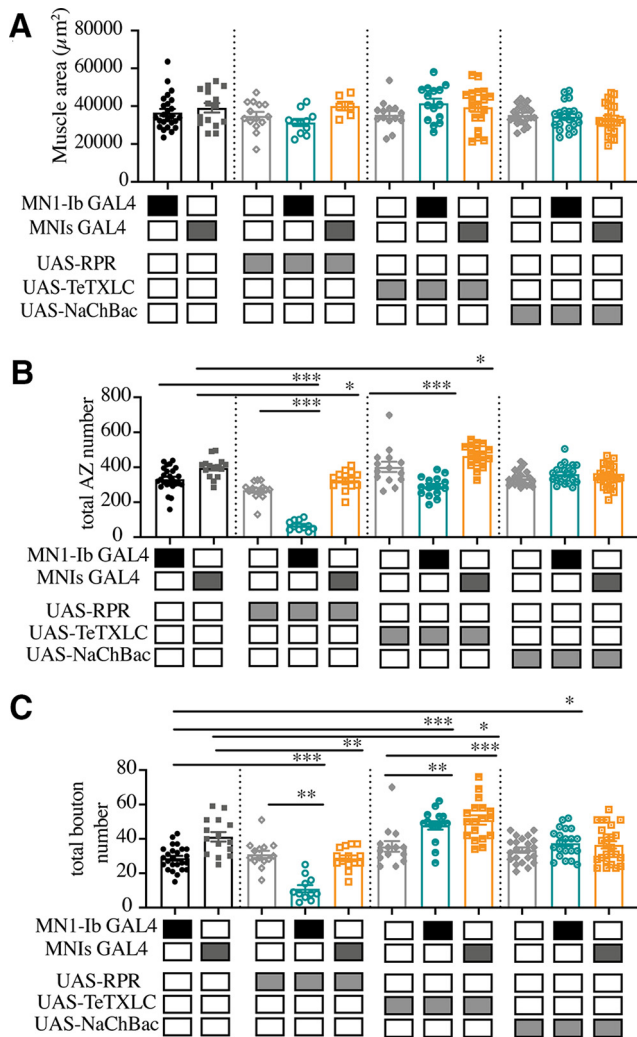 A
Muscle area (µm²)
80000
60000
40000
20000
0
MN1-Ib GAL4
MNIs GAL4
UAS-RPR
UAS-TeTXLC
UAS-NaChBac
B
*
***
*
***
***
total AZ number
800
600
400
200
0
MN1-Ib GAL4
MNIs GAL4
UAS-RPR
UAS-TeTXLC
UAS-NaChBac
C
*
***
*
**
***
***
**
**
total bouton
number
80
60
40
20
0
MN1-Ib GAL4
MNIs GAL4
UAS-RPR
UAS-TeTXLC
UAS-NaChBac